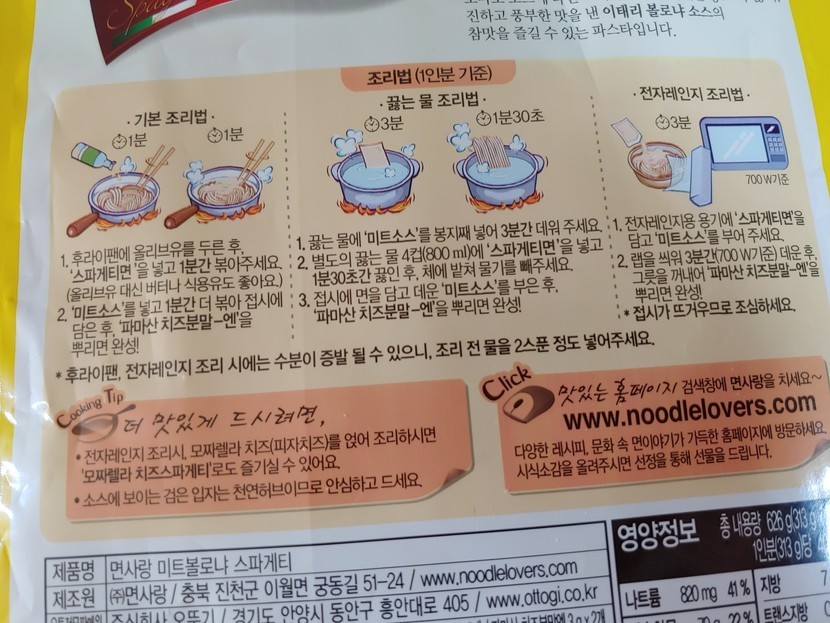 진하고 풍부한 맛을 낸 이태리 볼로냐 소스의
참맛을 즐길 수 있는 파스타입니다.
조리법 (1인분 기준)
· 기본 조리법 ·
1분
1분
1. 후라이팬에 올리브유를 두른 후,
'스파게티면'을 넣고 1분간 볶아주세요.
(올리브유 대신 버터나 식용유도 좋아요.)
2. '미트소스'를 넣고 1분간 더 볶아 접시에
담은 후, '파마산 치즈분말-엔'을
뿌리면 완성!
· 끓는 물 조리법 ·
3분
1분30초
1. 끓는 물에 '미트소스'를 봉지째 넣어 3분간 데워 주세요.
2. 별도의 끓는 물 4컵(800 ml)에 '스파게티면'을 넣고
1분30초간 끓인 후, 체에 받쳐 물기를 빼주세요.
3. 접시에 면을 담고 데운 '미트소스'를 부은 후,
'파마산 치즈분말-엔'을 뿌리면 완성!
· 전자레인지 조리법 ·
3분
700 W기준
1. 전자레인지용 용기에 '스파게티면'을
담고 '미트소스'를 부어 주세요.
2. 랩을 씌워 3분간(700 W기준) 데운 후,
그릇을 꺼내어 '파마산 치즈분말-엔'을
뿌리면 완성!
* 접시가 뜨거우므로 조심하세요.
* 후라이팬, 전자레인지 조리 시에는 수분이 증발 될 수 있으니, 조리 전 물을 2스푼 정도 넣어주세요.
Cooking Tip
더 맛있게 드시려면,
• 전자레인지 조리시, 모짜렐라 치즈(피자치즈)를 얹어 조리하시면
'모짜렐라 치즈스파게티'로도 즐기실 수 있어요.
• 소스에 보이는 검은 입자는 천연허브이므로 안심하고 드세요.
Click
맛있는 홈페이지 검색창에 면사랑을 치세요~
www.noodlelovers.com
다양한 레시피, 문화 속 면이야기가 가득한 홈페이지에 방문하세요.
시식소감을 올려주시면 선정을 통해 선물을 드립니다.
제품명 면사랑 미트볼로냐 스파게티
제조원 ㈜면사랑 / 충북 진천군 이월면 궁동길 51-24 / www.noodlelovers.com
주식회사 오뚜기 / 경기도 안양시 동안구 흥안대로 405 / www.ottogi.co.kr
영양정보
총 내용량 626 g(313 g
1인분(313 g)당
나트륨 820 mg 41 % 지방
트랜스지방